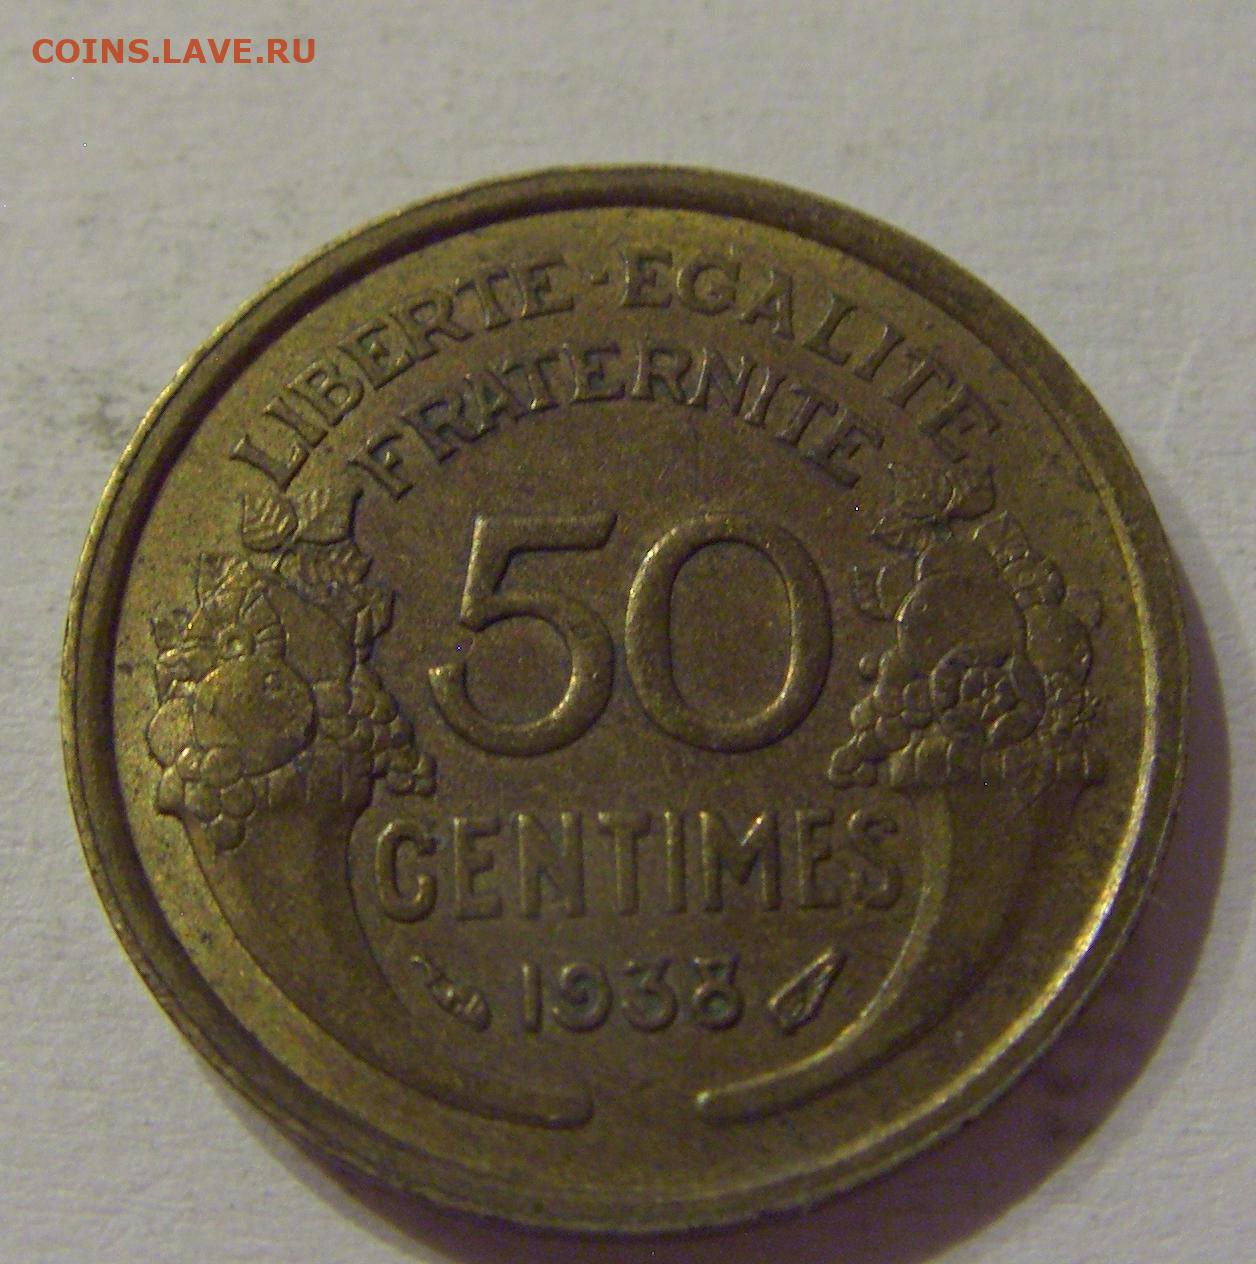 COINS.LAVE.RU
LIBERTE - EGALITE
FRATERNITE
50
CENTIMES
1938